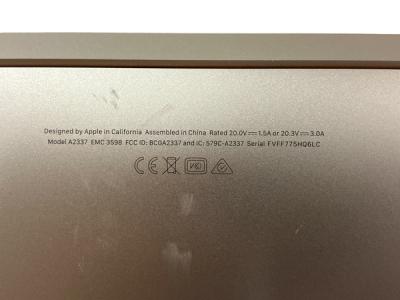 Designed by Apple in California Assembled in China Rated 20.0V⎓1.5A or 20.3V⎓3.0A
Model A2337 EMC 3598 FCC ID: BCGA2337 and IC: 579C-A2337 Serial FVFF775HQ6LC
CE